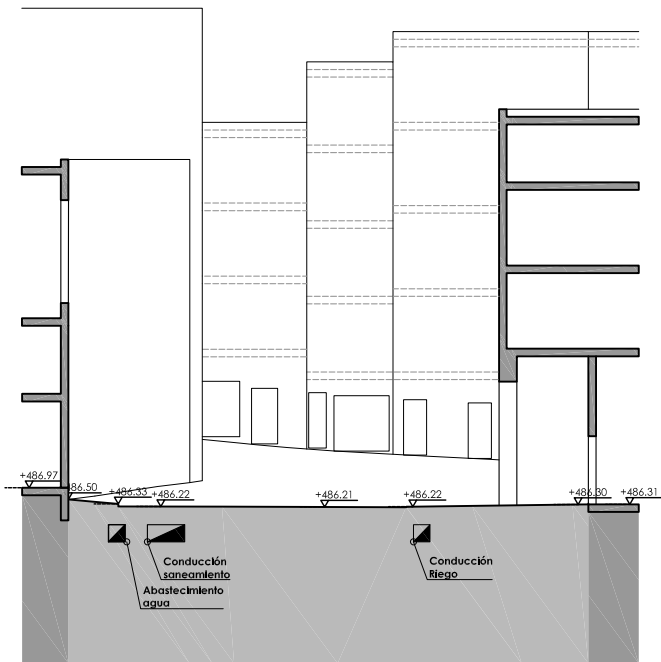 +486.97
+486.50
+486.33
+486.22
+486.21
+486.22
+486.30
+486.31
Conducción
saneamiento
Abastecimiento
agua
Conducción
Riego